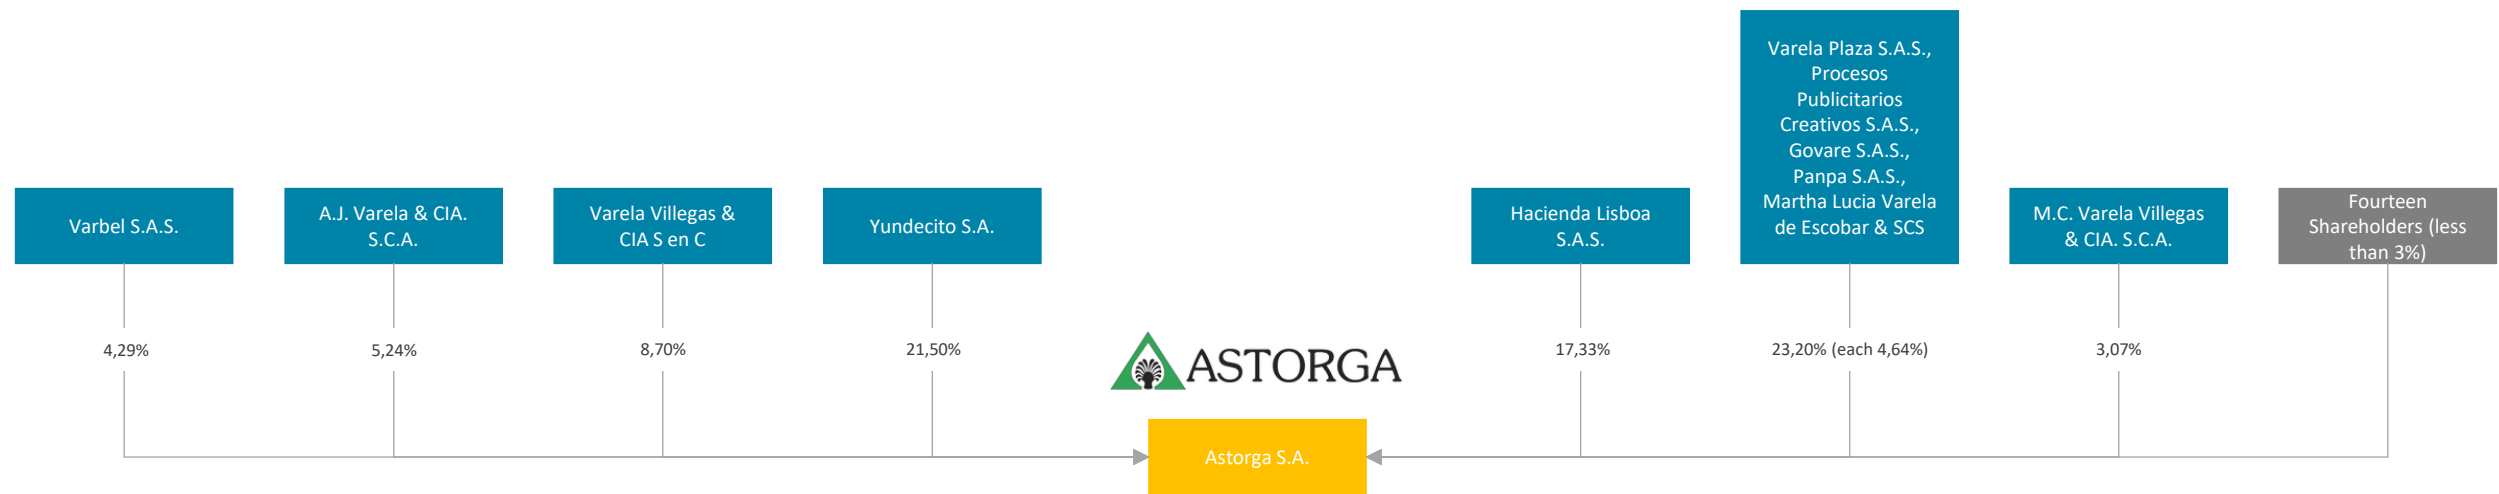 Varela Plaza S.A.S.,
Procesos
Publicitarios
Creativos S.A.S.,
Govare S.A.S.,
Panpa S.A.S.,
Martha Lucia Varela
de Escobar & SCS
Varbel S.A.S.
A.J. Varela & CIA.
S.C.A.
Varela Villegas &
CIA S en C
Yundecito S.A.
Hacienda Lisboa
S.A.S.
M.C. Varela Villegas
& CIA. S.C.A.
Fourteen
Shareholders (less
than 3%)
4,29%
5,24%
8,70%
21,50%
17,33%
23,20% (each 4,64%)
3,07%
ASTORGA
Astorga S.A.